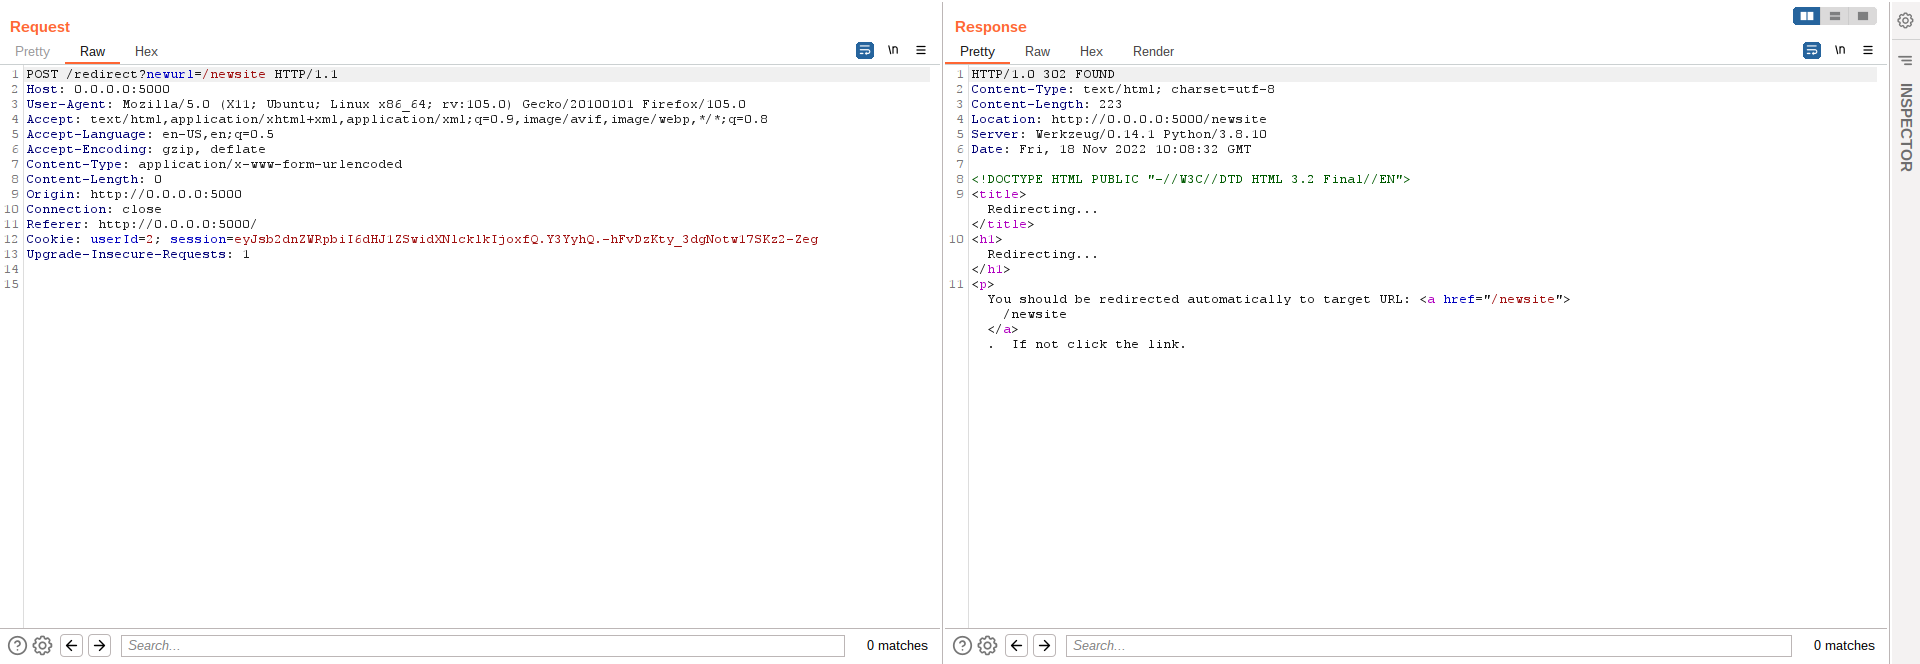 Request
Pretty Raw Hex
\n
1 POST /redirect?newurl=/newsite HTTP/1.1
2 Host: 0.0.0.0:5000
3 User-Agent: Mozilla/5.0 (X11; Ubuntu; Linux x86_64; rv:105.0) Gecko/20100101 Firefox/105.0
4 Accept: text/html,application/xhtml+xml,application/xml;q=0.9,image/avif,image/webp,*/*;q=0.8
5 Accept-Language: en-US,en;q=0.5
6 Accept-Encoding: gzip, deflate
7 Content-Type: application/x-www-form-urlencoded
8 Content-Length: 0
9 Origin: http://0.0.0.0:5000
10 Connection: close
11 Referer: http://0.0.0.0:5000/
12 Cookie: userId=2; session=eyJsb2dnZWRpbiI6dHJ1ZSwidXNlcklkIjoxfQ.Y3YyhQ.-hFvDzKty_3dgNotw17SKz2-Zeg
13 Upgrade-Insecure-Requests: 1
14
15
Search...
0 matches
Response
Pretty Raw Hex Render
\n
1 HTTP/1.0 302 FOUND
2 Content-Type: text/html; charset=utf-8
3 Content-Length: 223
4 Location: http://0.0.0.0:5000/newsite
5 Server: Werkzeug/0.14.1 Python/3.8.10
6 Date: Fri, 18 Nov 2022 10:08:32 GMT
7
8 <!DOCTYPE HTML PUBLIC "-//W3C//DTD HTML 3.2 Final//EN">
9 <title>
Redirecting...
</title>
10 <h1>
Redirecting...
</h1>
11 <p>
You should be redirected automatically to target URL: <a href="/newsite">
/newsite
</a>
. If not click the link.
Search...
0 matches
INSPECTOR